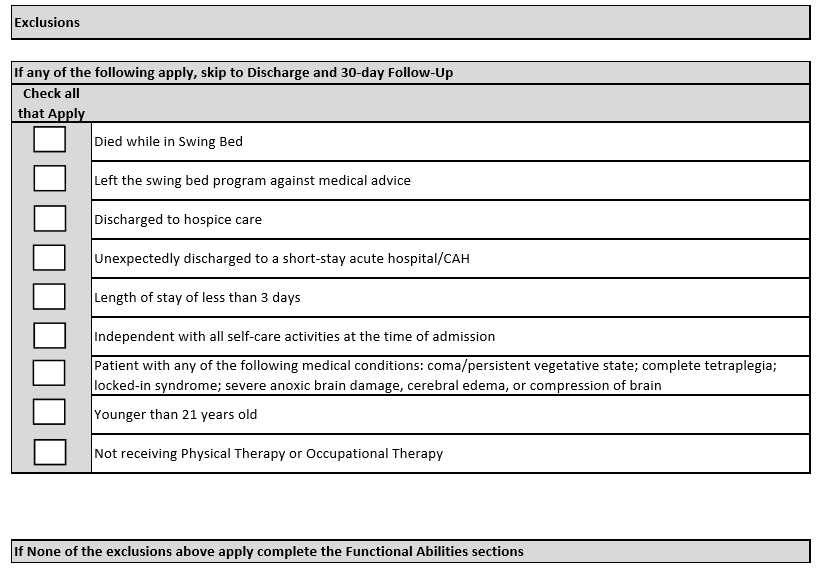 Exclusions
If any of the following apply, skip to Discharge and 30-day Follow-Up
Check all
that Apply
Died while in Swing Bed
Left the swing bed program against medical advice
Discharged to hospice care
Unexpectedly discharged to a short-stay acute hospital/CAH
Length of stay of less than 3 days
Independent with all self-care activities at the time of admission
Patient with any of the following medical conditions: coma/persistent vegetative state; complete tetraplegia;
locked-in syndrome; severe anoxic brain damage, cerebral edema, or compression of brain
Younger than 21 years old
Not receiving Physical Therapy or Occupational Therapy
If None of the exclusions above apply complete the Functional Abilities sections